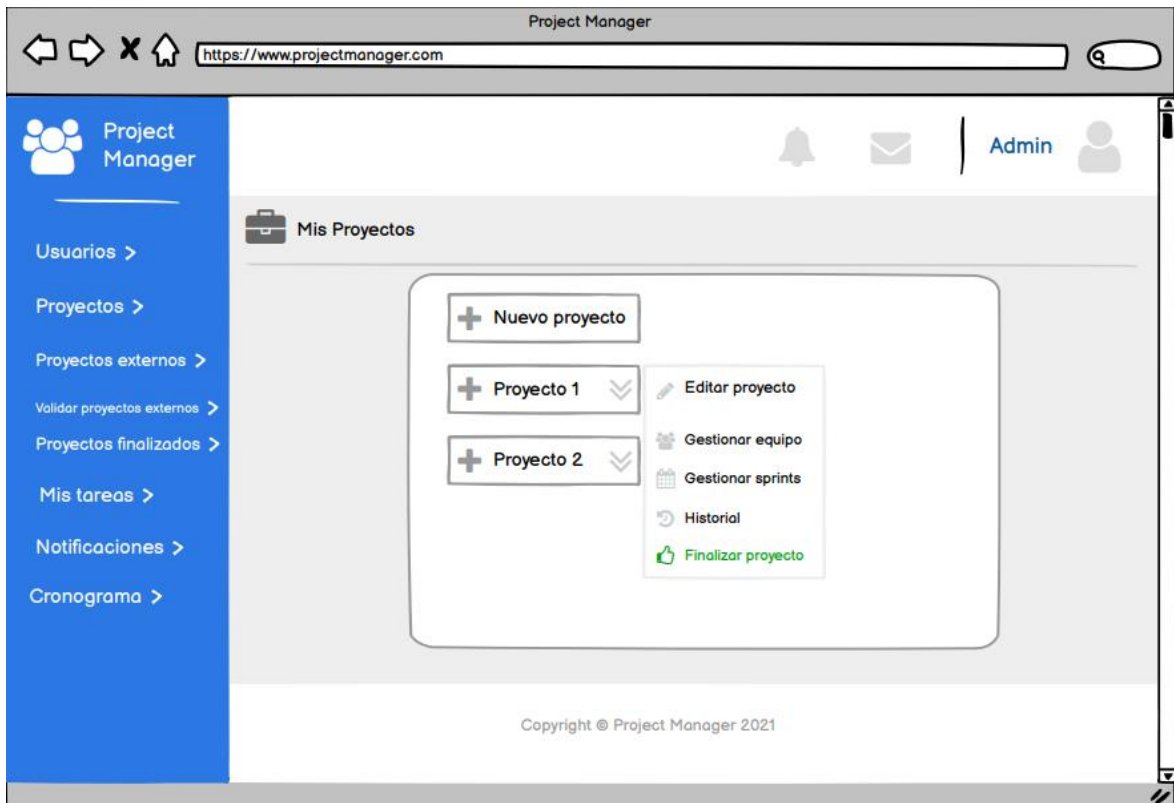 Project Manager
https://www.projectmanager.com
Project
Manager
Admin
Usuarios >
Proyectos >
Proyectos externos >
Validar proyectos externos >
Proyectos finalizados >
Mis tareas >
Notificaciones >
Cronograma >
Mis Proyectos
Nuevo proyecto
Proyecto 1
Proyecto 2
Editar proyecto
Gestionar equipo
Gestionar sprints
Historial
Finalizar proyecto
Copyright © Project Manager 2021